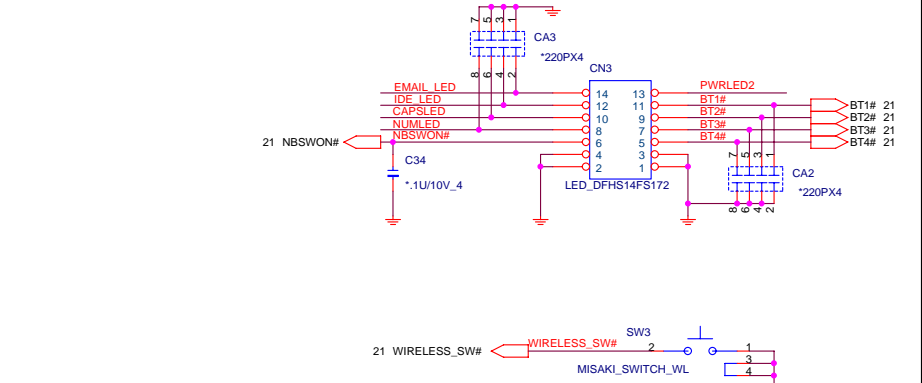 7 5 3 1
CA3
*220PX4
8 6 4 2
CN3
EMAIL_LED
IDE_LED
CAPSLED
NUMLED
NBSWON#
21 NBSWON#
14 13
12 11
10 9
8 7
6 5
4 3
2 1
PWRLED2
BT1#
BT2#
BT3#
BT4#
BT1# 21
BT2# 21
BT3# 21
BT4# 21
C34
*.1U/10V_4
LED_DFHS14FS172
7 5 3 1
CA2
*220PX4
8 6 4 2
SW3
21 WIRELESS_SW#
WIRELESS_SW#
2 1
3
4
MISAKI_SWITCH_WL